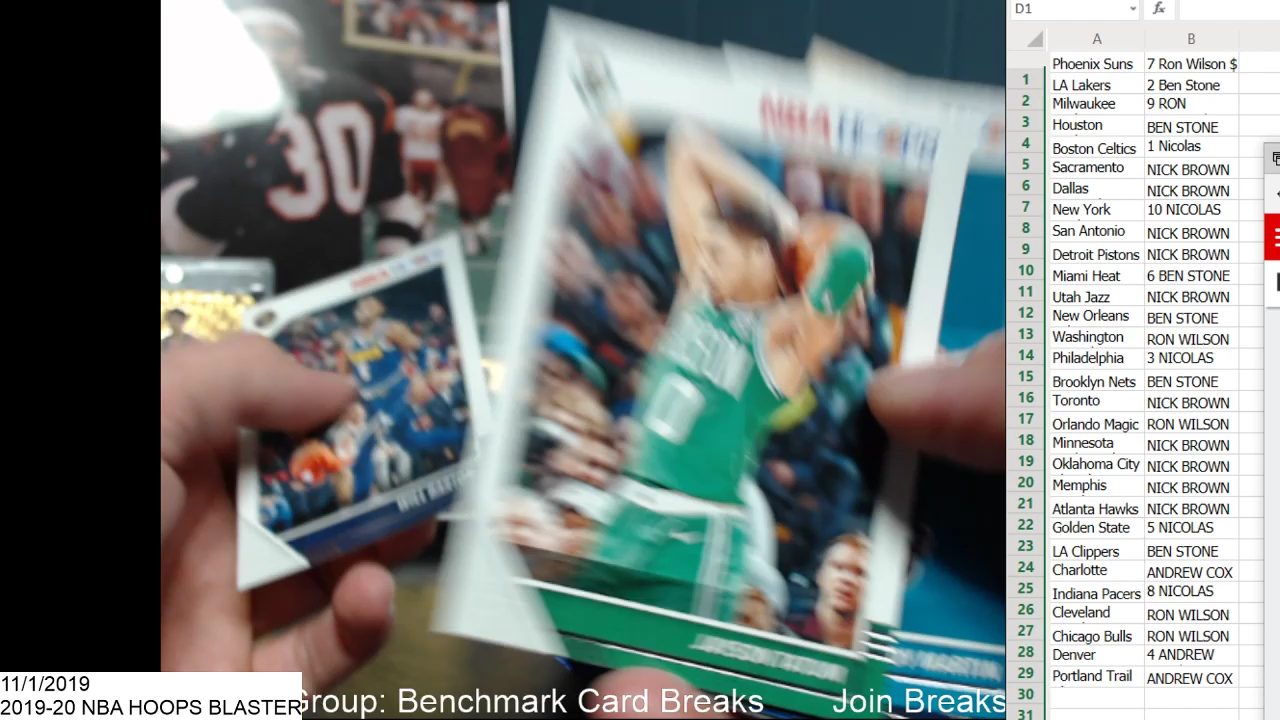 D1
fx
A B
Phoenix Suns 7 Ron Wilson $
1 LA Lakers 2 Ben Stone
2 Milwaukee 9 RON
3 Houston BEN STONE
4 Boston Celtics 1 Nicolas
5 Sacramento NICK BROWN
6 Dallas NICK BROWN
7 New York 10 NICOLAS
8 San Antonio NICK BROWN
9 Detroit Pistons NICK BROWN
10 Miami Heat 6 BEN STONE
11 Utah Jazz NICK BROWN
12 New Orleans BEN STONE
13 Washington RON WILSON
14 Philadelphia 3 NICOLAS
15 Brooklyn Nets BEN STONE
16 Toronto NICK BROWN
17 Orlando Magic RON WILSON
18 Minnesota NICK BROWN
19 Oklahoma City NICK BROWN
20 Memphis NICK BROWN
21 Atlanta Hawks NICK BROWN
22 Golden State 5 NICOLAS
23 LA Clippers BEN STONE
24 Charlotte ANDREW COX
25 Indiana Pacers 8 NICOLAS
26 Cleveland RON WILSON
27 Chicago Bulls RON WILSON
28 Denver 4 ANDREW
29 Portland Trail ANDREW COX
30
31
30
NBA
0
MARTIN
11/1/2019
2019-20 NBA HOOPS BLASTER
Group: Benchmark Card Breaks Join Breaks